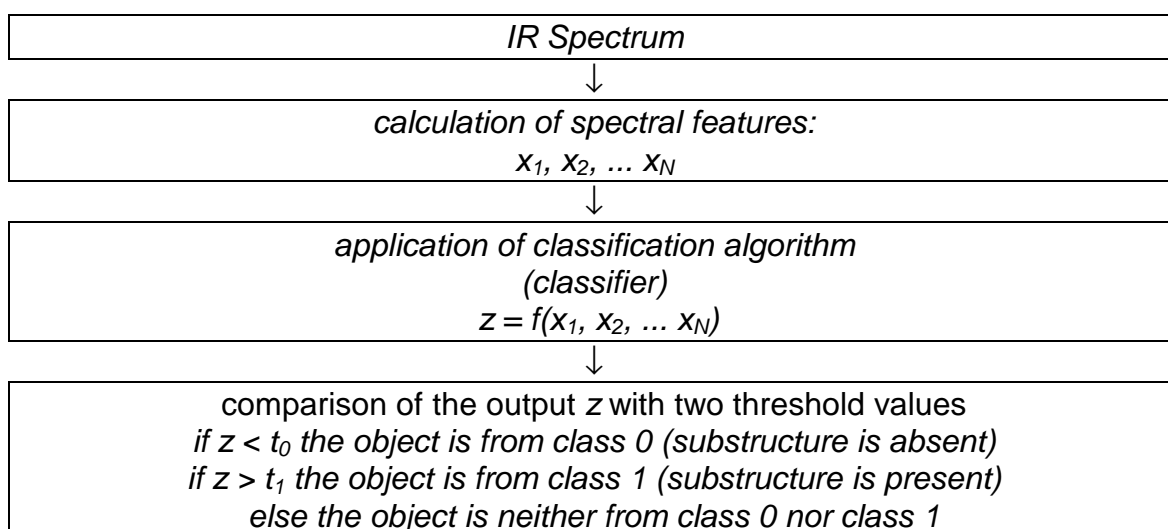 IR Spectrum
↓
calculation of spectral features:
x₁, x₂, ... x_N
↓
application of classification algorithm
(classifier)
z = f(x₁, x₂, ... x_N)
↓
comparison of the output z with two threshold values
if z < t₀ the object is from class 0 (substructure is absent)
if z > t₁ the object is from class 1 (substructure is present)
else the object is neither from class 0 nor class 1